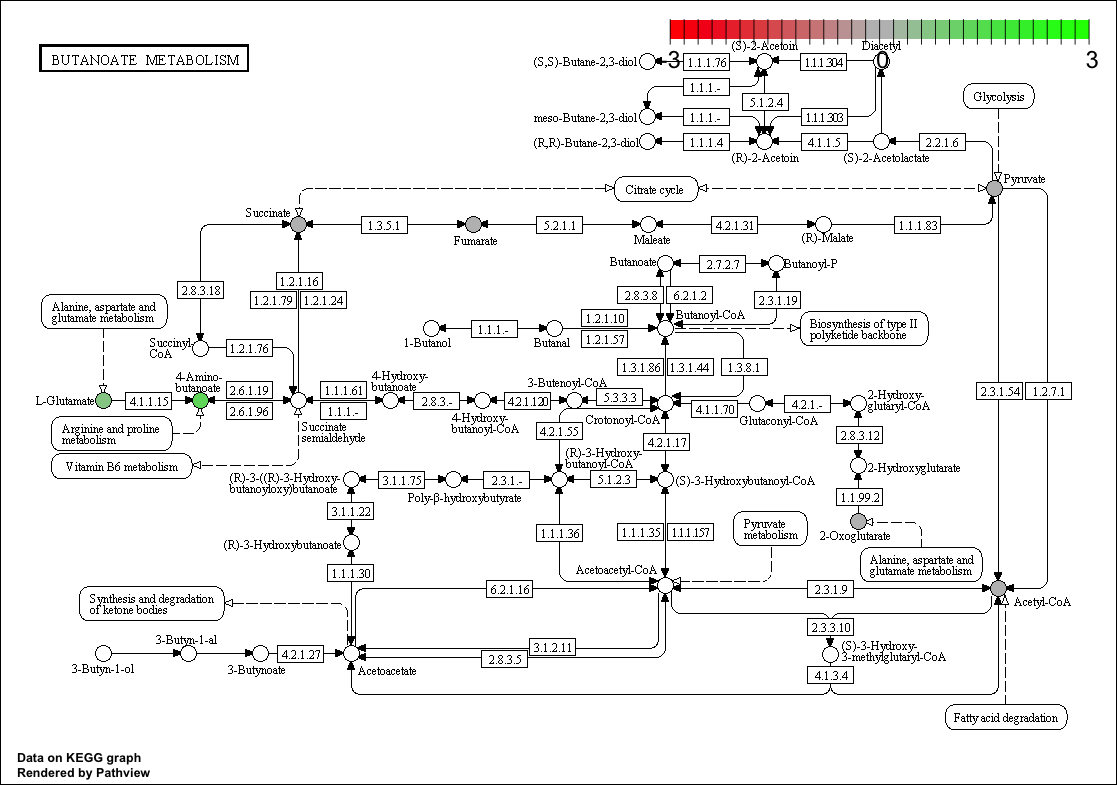 BUTANOATE METABOLISM
-3
0
3
(S)-2-Acetoin
Diacetyl
(S,S)-Butane-2,3-diol
1.1.1.76
1.1.1.304
1.1.1.-
5.1.2.4
meso-Butane-2,3-diol
1.1.1.-
1.1.1.303
(R,R)-Butane-2,3-diol
1.1.1.4
4.1.1.5
2.2.1.6
(R)-2-Acetoin
(S)-2-Acetolactate
Glycolysis
Pyruvate
Citrate cycle
Succinate
1.3.5.1
5.2.1.1
4.2.1.31
1.1.1.83
Fumarate
Maleate
(R)-Malate
Butanoate
2.7.2.7
Butanoyl-P
2.8.3.18
1.2.1.16
1.2.1.79
1.2.1.24
2.8.3.8
6.2.1.2
2.3.1.19
Alanine, aspartate and
glutamate metabolism
Butanoyl-CoA
1.1.1.-
1.2.1.10
1.2.1.57
Biosynthesis of type II
polyketide backbone
1-Butanol
Butanal
Succinyl-
CoA
1.2.1.76
1.3.1.86
1.3.1.44
1.3.8.1
4-Amino-
butanoate
4-Hydroxy-
butanoate
3-Butenoyl-CoA
2.3.1.54
1.2.7.1
L-Glutamate
4.1.1.15
2.6.1.19
2.6.1.96
1.1.1.61
1.1.1.-
2.8.3.-
4.2.1.120
5.3.3.3
4.1.1.70
4.2.1.-
2-Hydroxy-
glutaryl-CoA
4-Hydroxy-
butanoyl-CoA
Crotonoyl-CoA
Glutaconyl-CoA
Arginine and proline
metabolism
Succinate
semialdehyde
4.2.1.55
4.2.1.17
2.8.3.12
Vitamin B6 metabolism
(R)-3-Hydroxy-
butanoyl-CoA
2-Hydroxyglutarate
(R)-3-((R)-3-Hydroxy-
butanoyloxy)butanoate
3.1.1.75
2.3.1.-
5.1.2.3
(S)-3-Hydroxybutanoyl-CoA
Poly-β-hydroxybutyrate
1.1.99.2
3.1.1.22
1.1.1.36
1.1.1.35
1.1.1.157
Pyruvate
metabolism
2-Oxoglutarate
(R)-3-Hydroxybutanoate
Alanine, aspartate and
glutamate metabolism
1.1.1.30
Acetoacetyl-CoA
6.2.1.16
2.3.1.9
Acetyl-CoA
Synthesis and degradation
of ketone bodies
2.3.3.10
3-Butyn-1-al
3.1.2.11
2.8.3.5
(S)-3-Hydroxy-
3-methylglutaryl-CoA
3-Butyn-1-ol
3-Butynoate
4.2.1.27
Acetoacetate
4.1.3.4
Fatty acid degradation
Data on KEGG graph
Rendered by Pathview